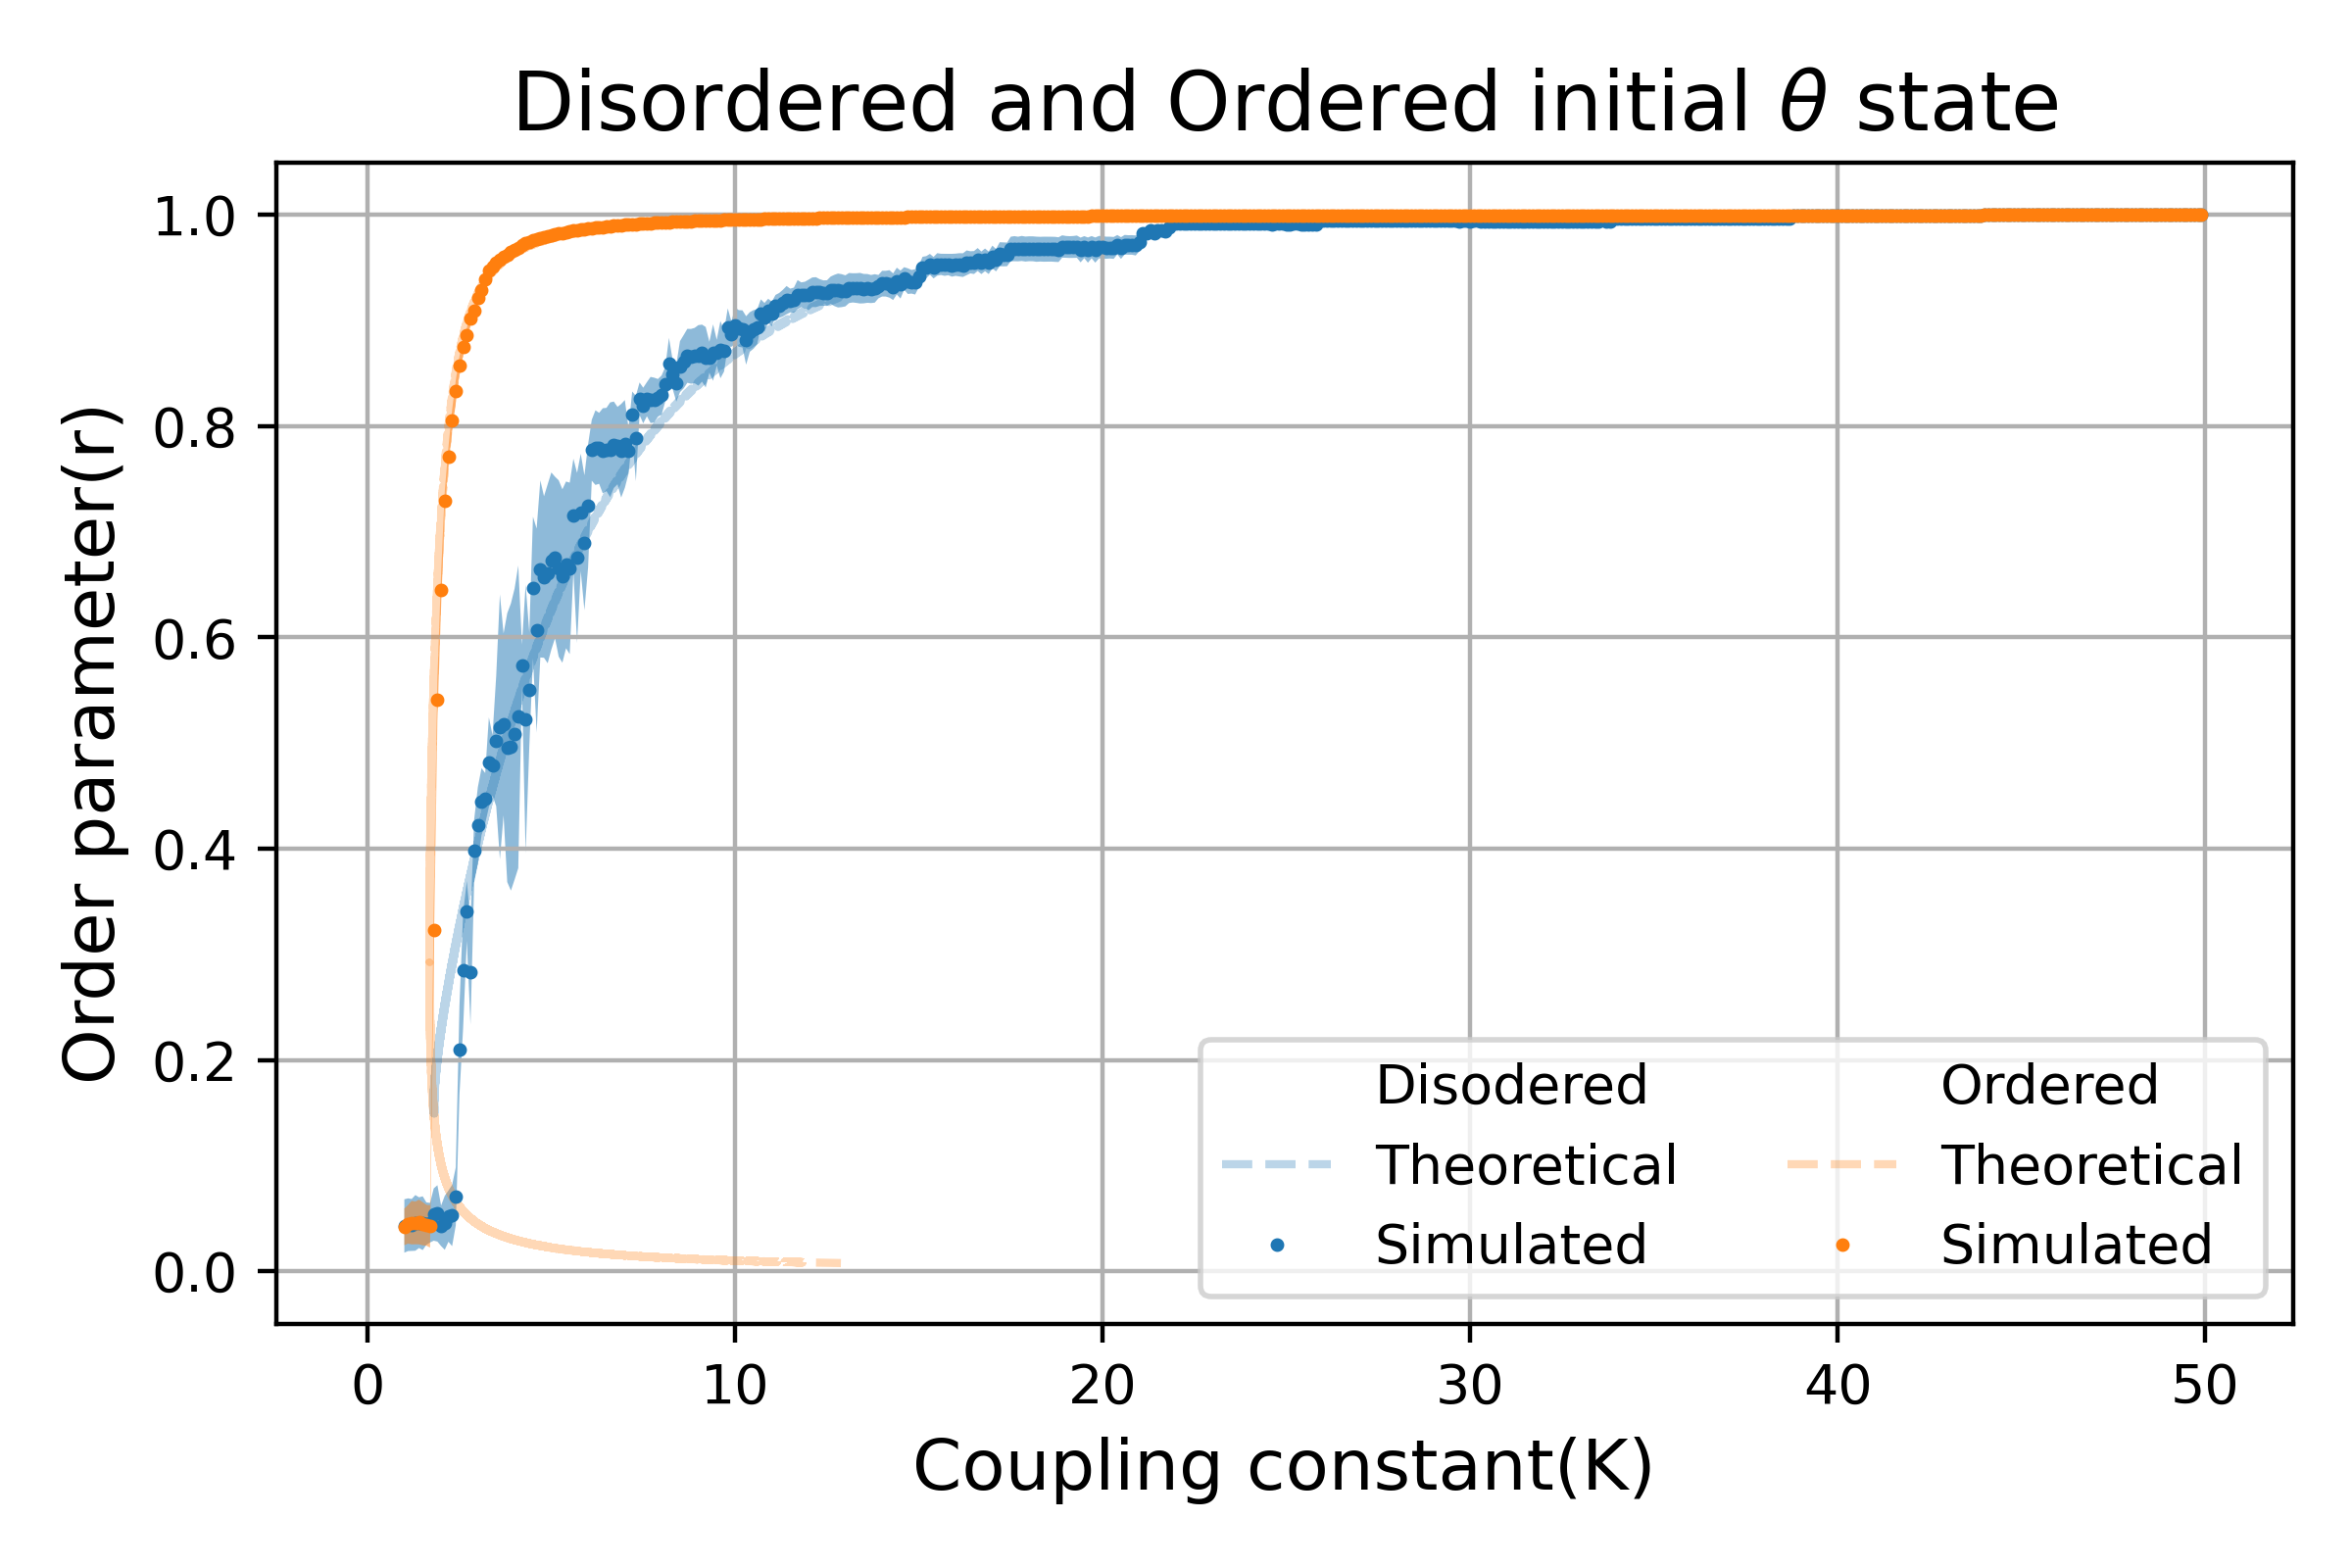 Disordered and Ordered initial θ state
Order parameter(r)
1.0
0.8
0.6
0.4
0.2
0.0
Disodered
Theoretical
Simulated
Ordered
Theoretical
Simulated
0 10 20 30 40 50
Coupling constant(K)